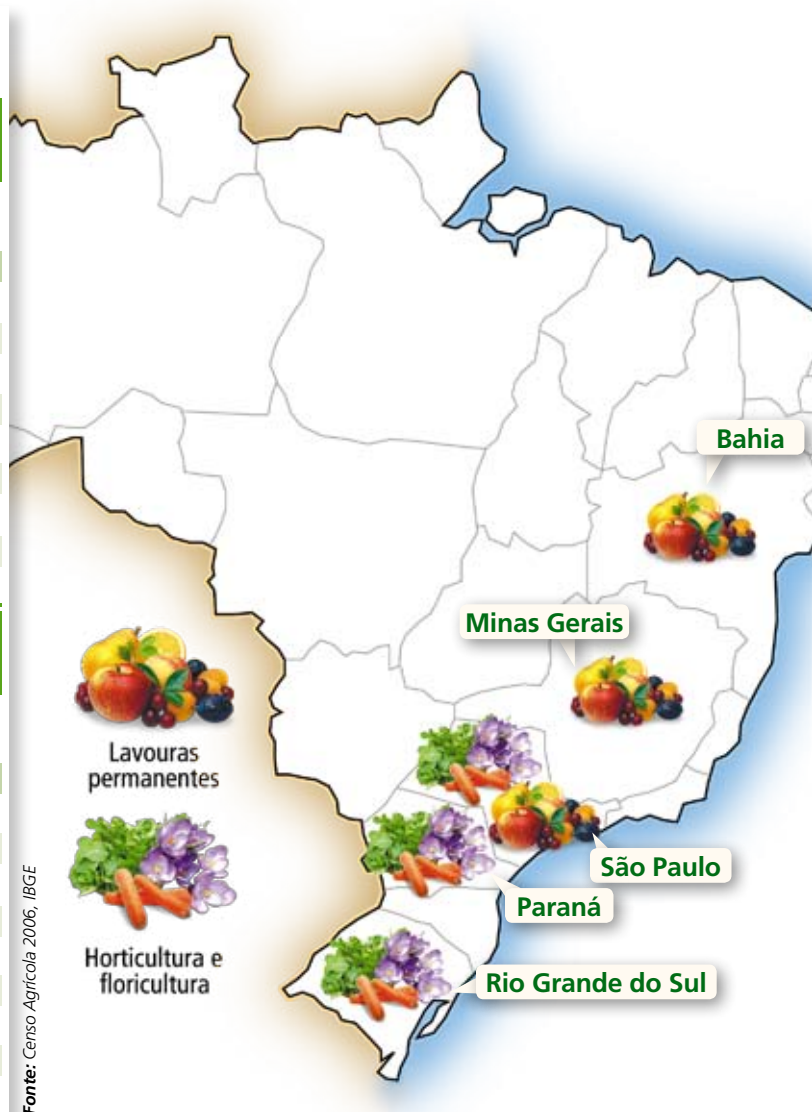 Bahia
Minas Gerais
Lavouras
permanentes
São Paulo
Paraná
Horticultura e
floricultura
Rio Grande do Sul
Fonte: Censo Agrícola 2006, IBGE